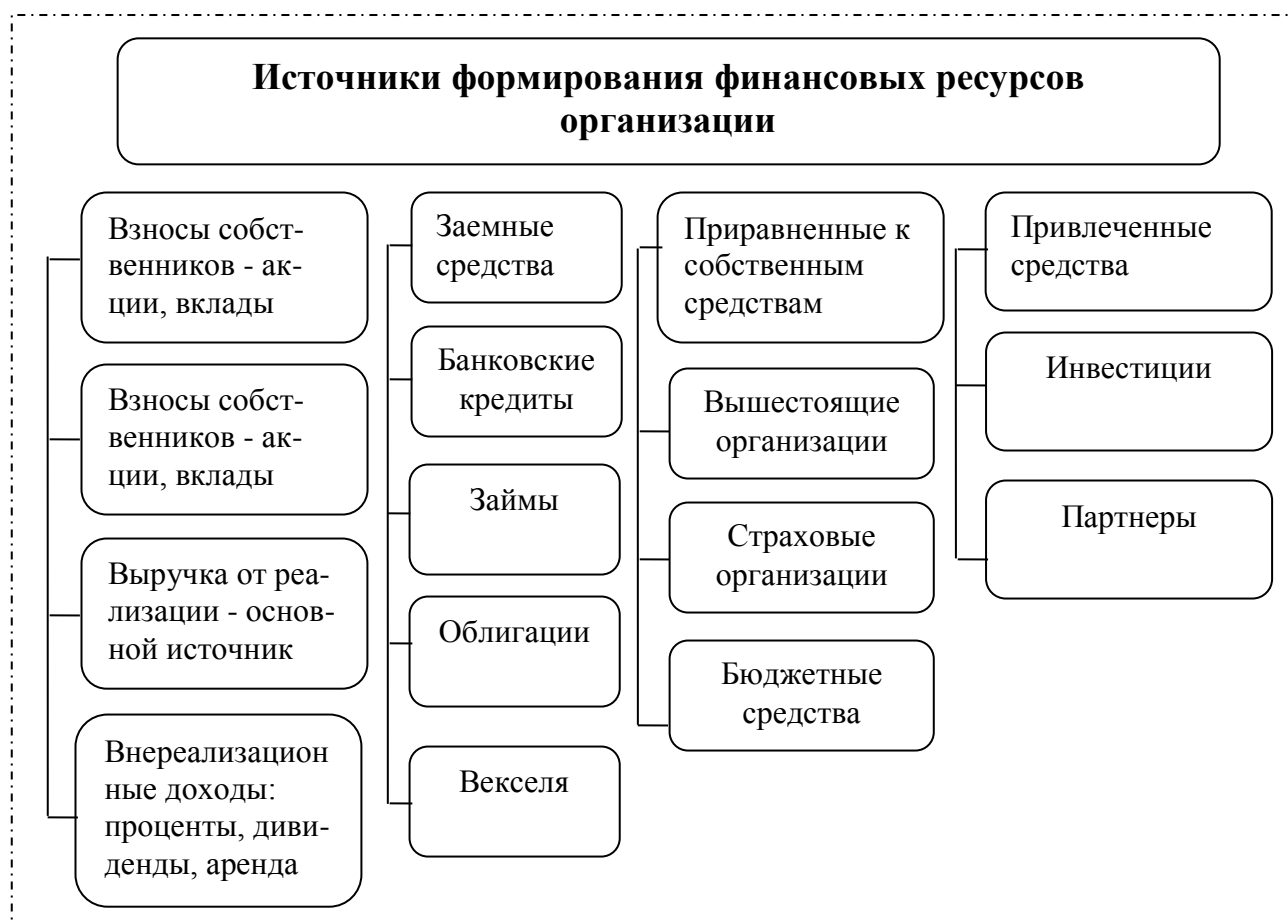 Источники формирования финансовых ресурсов
организации
Взносы собст-
венников - ак-
ции, вклады
Взносы собст-
венников - ак-
ции, вклады
Выручка от реа-
лизации - основ-
ной источник
Внереализацион
ные доходы:
проценты, диви-
денды, аренда
Заемные
средства
Банковские
кредиты
Займы
Облигации
Векселя
Приравненные к
собственным
средствам
Вышестоящие
организации
Страховые
организации
Бюджетные
средства
Привлеченные
средства
Инвестиции
Партнеры